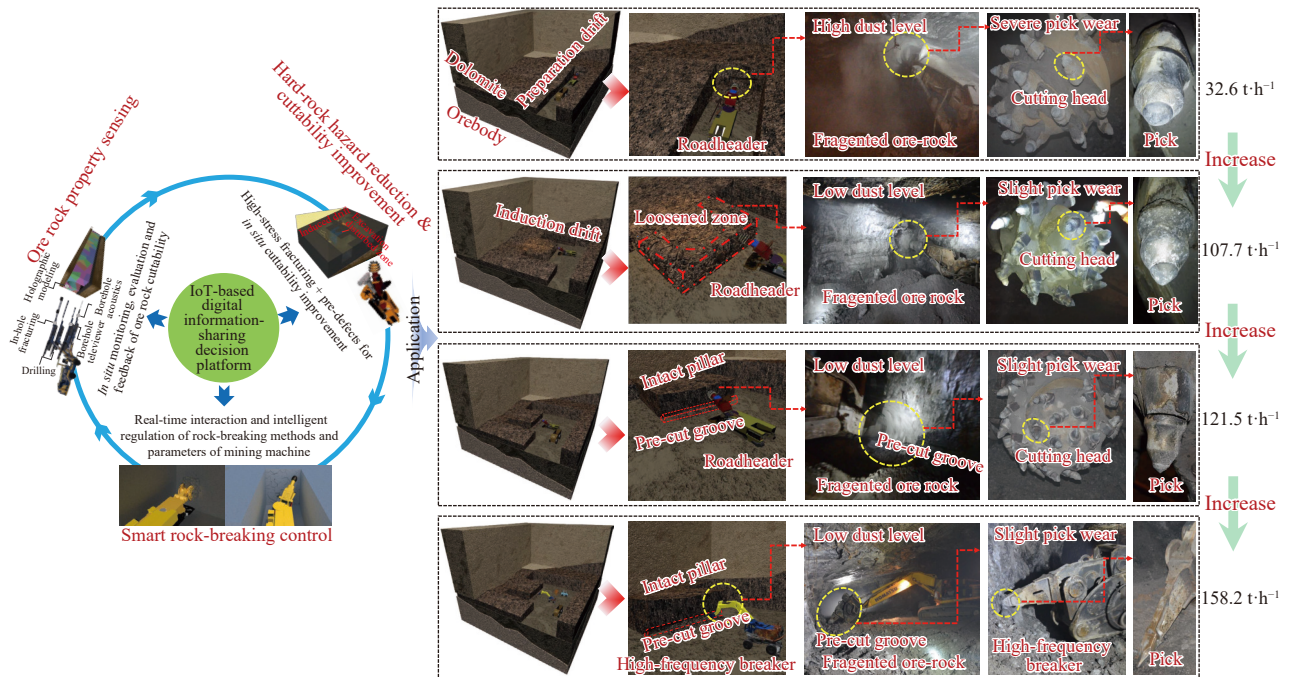 Ore rock property sensing
Hard-rock hazard reduction &
cuttability improvement
Holographic
modeling
In-hole
fracturing
Drilling
Borehole
televiewer
Borehole
acoustics
In situ monitoring, evaluation and
feedback of ore rock cuttability
High-stress fracturing + pre-defects for
in situ cuttability improvement
IoT-based
digital
information-
sharing
decision
platform
Real-time interaction and intelligent
regulation of rock-breaking methods and
parameters of mining machine
Smart rock-breaking control
Application
Dolomite
Preparation drift
Orebody
Roadheader
High dust level
Fragented ore-rock
Severe pick wear
Cutting head
Pick
32.6 t·h⁻¹
Increase
Induction drift
Loosened zone
Roadheader
Low dust level
Fragented ore rock
Slight pick wear
Cutting head
Pick
107.7 t·h⁻¹
Increase
Intact pillar
Pre-cut groove
Roadheader
Low dust level
Pre-cut groove
Fragented ore rock
Slight pick wear
Cutting head
Pick
121.5 t·h⁻¹
Increase
Intact pillar
Pre-cut groove
High-frequency breaker
Low dust level
Pre-cut groove
Fragented ore-rock
Slight pick wear
High-frequency
breaker
Pick
158.2 t·h⁻¹